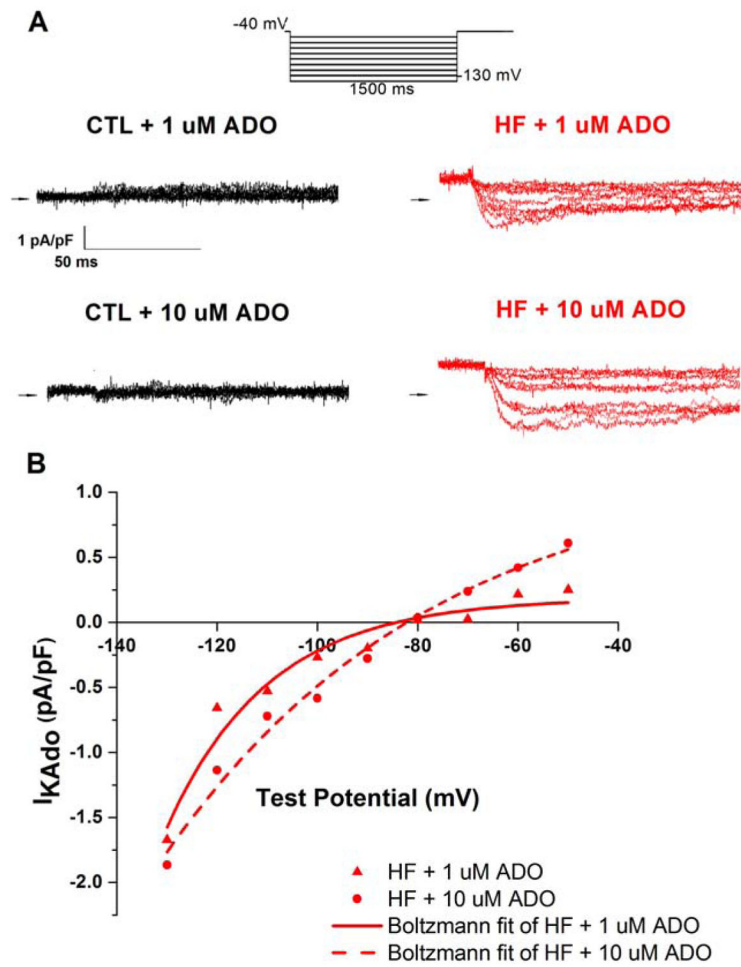 A
-40 mV
-130 mV
1500 ms
CTL + 1 uM ADO
HF + 1 uM ADO
1 pA/pF
50 ms
CTL + 10 uM ADO
HF + 10 uM ADO
B
1.0
0.5
0.0
-140
-120
-100
-80
-60
-40
-0.5
-1.0
-1.5
-2.0
IKAdo (pA/pF)
Test Potential (mV)
HF + 1 uM ADO
HF + 10 uM ADO
Boltzmann fit of HF + 1 uM ADO
Boltzmann fit of HF + 10 uM ADO